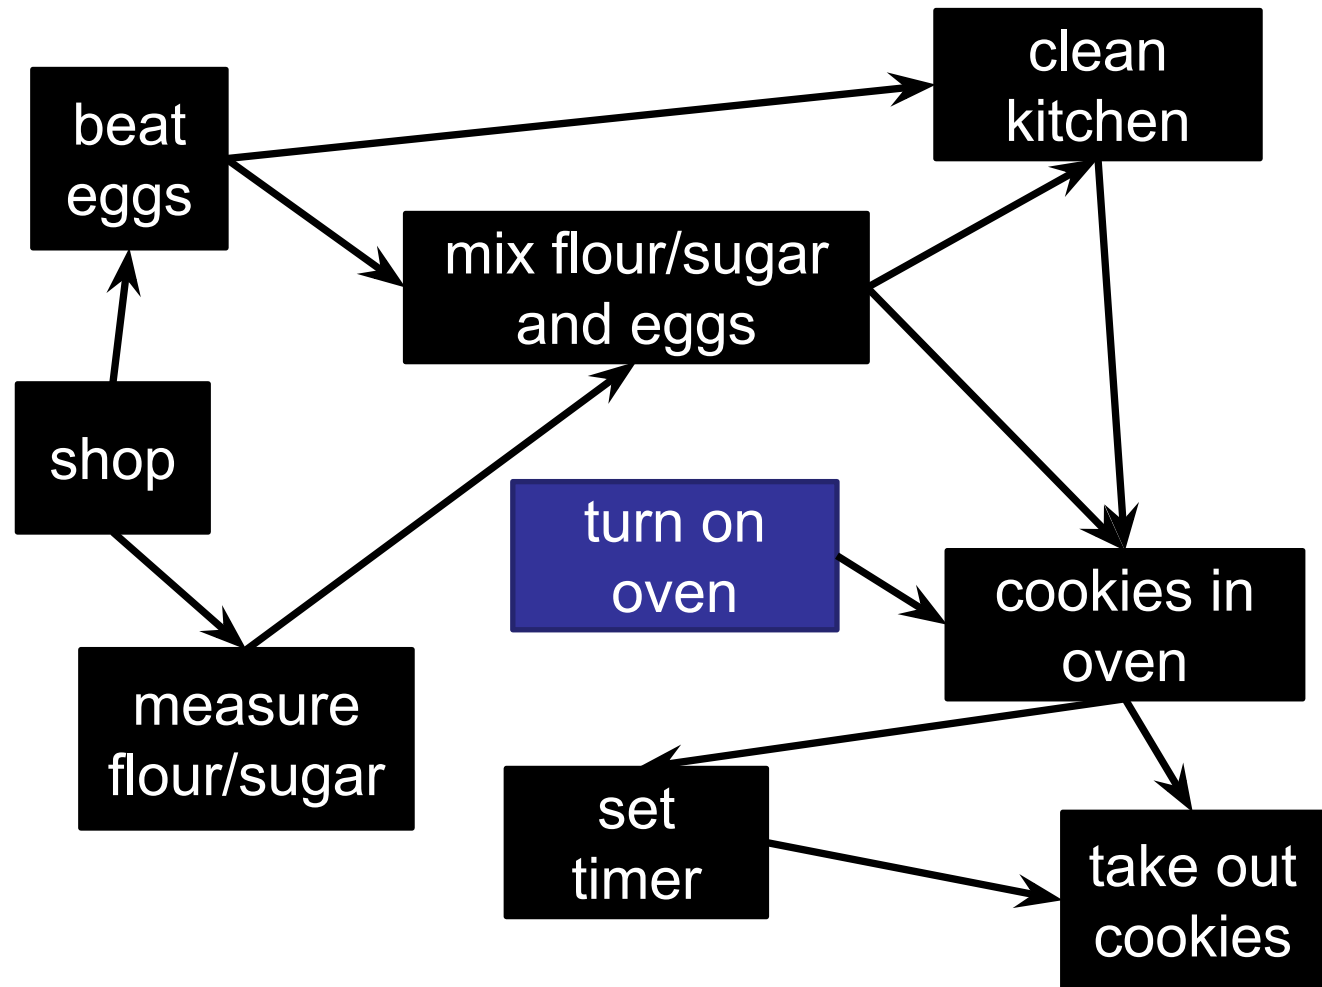 clean
kitchen
beat
eggs
mix flour/sugar
and eggs
shop
turn on
oven
cookies in
oven
measure
flour/sugar
set
timer
take out
cookies